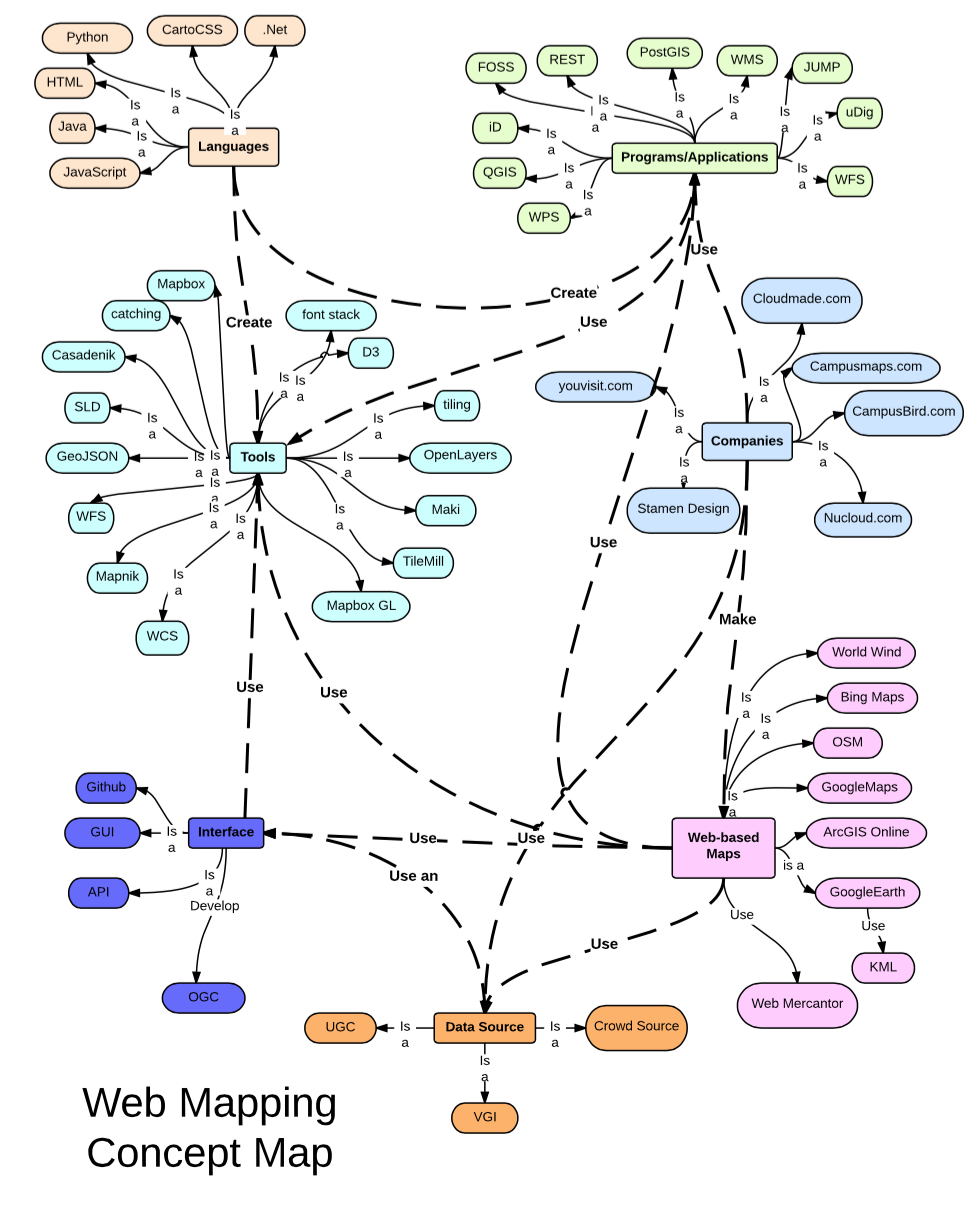 Python
CartoCSS
.Net
HTML
Java
JavaScript
Is
a
Is
a
Is
a
Is
a
Languages
FOSS
REST
PostGIS
WMS
JUMP
iD
uDig
QGIS
WFS
WPS
I
a
Is
a
Is
a
Is
a
Is
a
Is
a
Is
a
Is
a
Is
a
Is
a
Programs/Applications
Use
Create
Use
Create
Mapbox
catching
Casadenik
SLD
GeoJSON
WFS
Mapnik
WCS
font stack
D3
tiling
OpenLayers
Maki
TileMill
Mapbox GL
Is
a
Is
a
Is
a
Is
a
Is
a
Is
a
Is
a
Is
a
Is
a
Is
a
Is
a
Is
a
Tools
Cloudmade.com
Campusmaps.com
youvisit.com
CampusBird.com
Stamen Design
Nucloud.com
Is
a
Is
a
Is
a
Is
a
Companies
Use
Make
Use
Use
World Wind
Bing Maps
OSM
GoogleMaps
ArcGIS Online
GoogleEarth
KML
Web Mercantor
Is
a
Is
a
Is
a
is a
Use
Use
Web-based
Maps
Github
GUI
API
OGC
Is
a
Is
a
Develop
Interface
Use
Use
Use an
Use
UGC
Is
a
Data Source
Is
a
Crowd Source
Is
a
VGI
Web Mapping
Concept Map